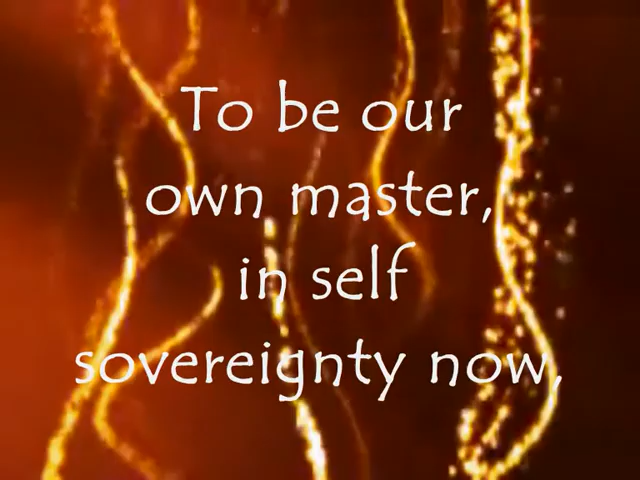 To be our
own master,
in self
sovereignty now,